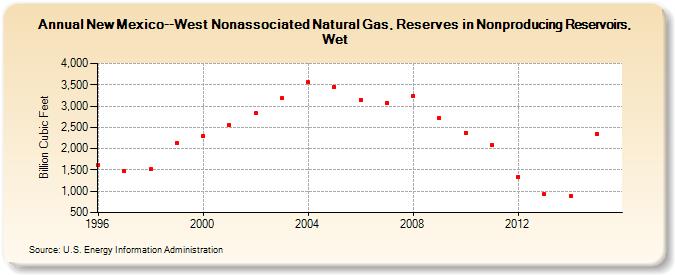 Annual New Mexico--West Nonassociated Natural Gas, Reserves in Nonproducing Reservoirs,
Wet
Billion Cubic Feet
4,000
3,500
3,000
2,500
2,000
1,500
1,000
500
1996 2000 2004 2008 2012
Source: U.S. Energy Information Administration